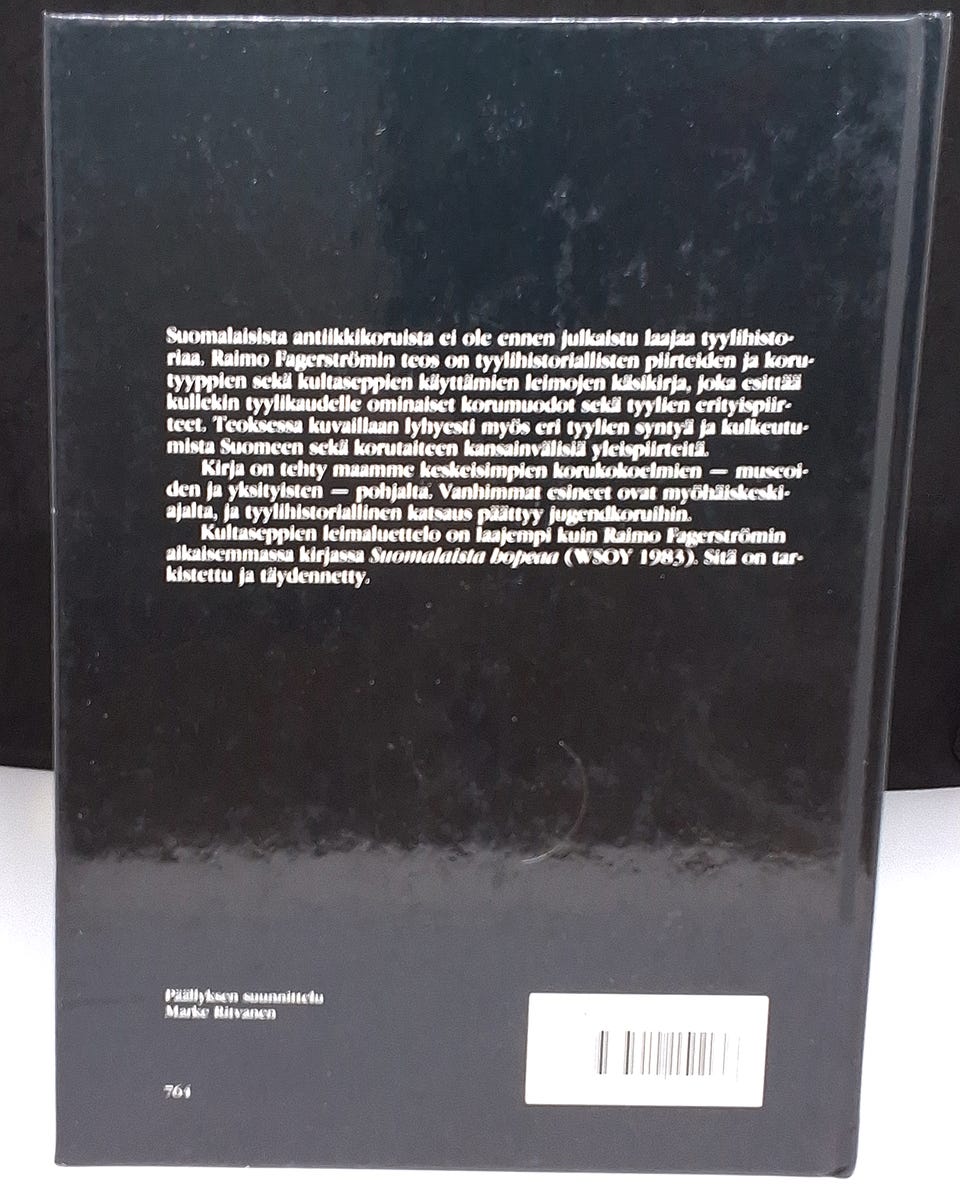 Suomalaisista antiikkikoruista ei ole ennen julkaistu laajaa tyylihisto-
riaa. Raimo Fagerströmin teos on tyylihistoriallisten piirteiden ja koru-
tyyppien sekä kultaseppien käyttämien leimojen käsikirja, joka esittää
kullekin tyylikaudelle ominaiset korumuodot sekä tyylien erityispiir-
teet. Teoksessa kuvaillaan lyhyesti myös eri tyylien syntyä ja kulkeutu-
mista Suomeen sekä korutaiteen kansainvälisiä yleispiirteitä.
Kirja on tehty maamme keskeisimpien korukokoelmien — museoi-
den ja yksityisten — pohjalta. Vanhimmat esineet ovat myöhäiskeski-
ajalta, ja tyylihistoriallinen katsaus päättyy jugendkoruihin.
Kultaseppien leimaluettelo on laajempi kuin Raimo Fagerströmin
aikaisemmassa kirjassa Suomalaista hopeaa (WSOY 1983). Sitä on tar-
kistettu ja täydennetty.
Päällyksen suunnittelu
Marke Ritvanen
764